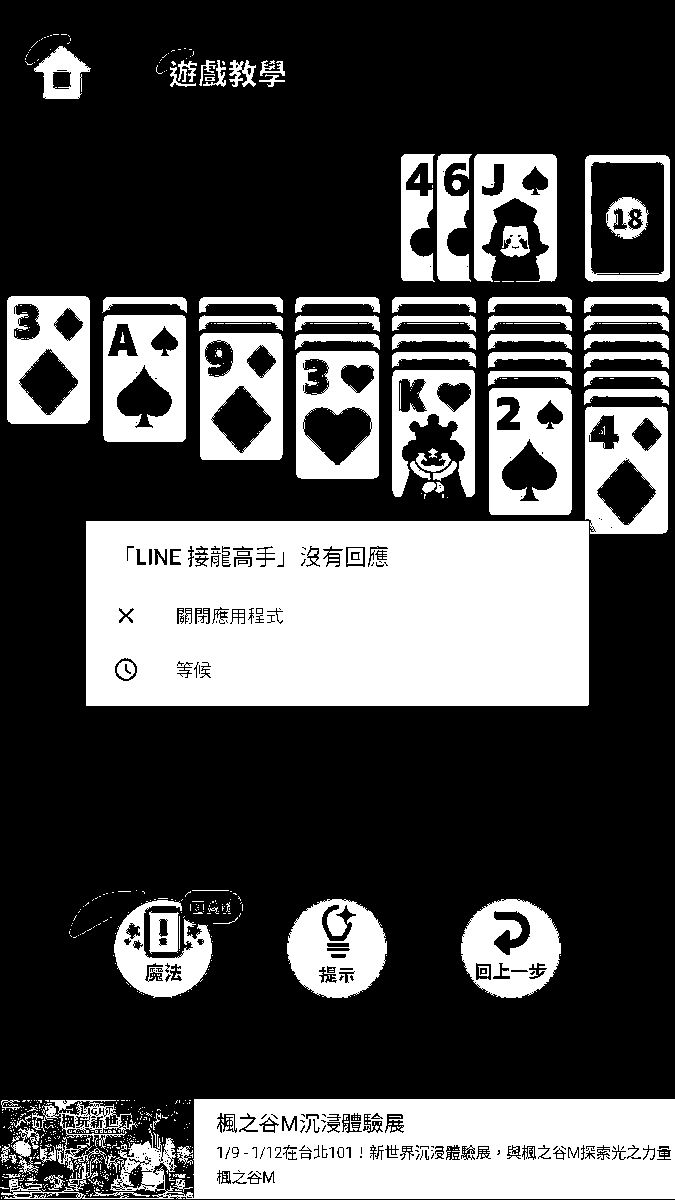 遊戲教學
4 6 J
18
3 A 9 3 K 2 4
「LINE 接龍高手」沒有回應
關閉應用程式
等候
魔法
提示
回上一步
楓之谷M沉浸體驗展
1/9 - 1/12在台北101！新世界沉浸體驗展，與楓之谷M探索光之力量
楓之谷M